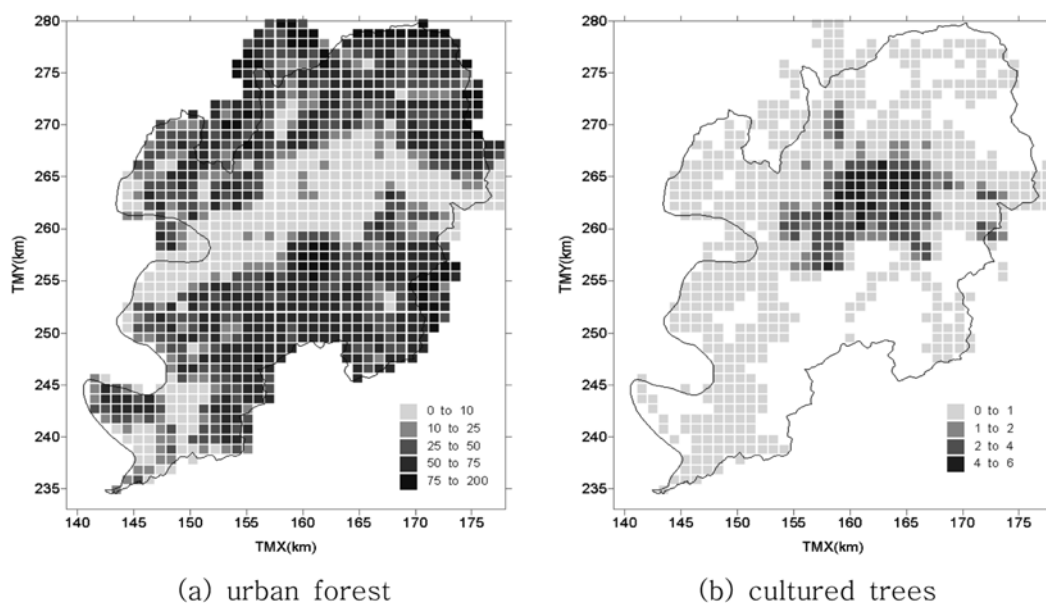 280
275
270
265
260
255
250
245
240
235
TMY(km)
140 145 150 155 160 165 170 175
TMX(km)
0 to 10
10 to 25
25 to 50
50 to 75
75 to 200
(a) urban forest
280
275
270
265
260
255
250
245
240
235
TMY(km)
140 145 150 155 160 165 170 175
TMX(km)
0 to 1
1 to 2
2 to 4
4 to 6
(b) cultured trees